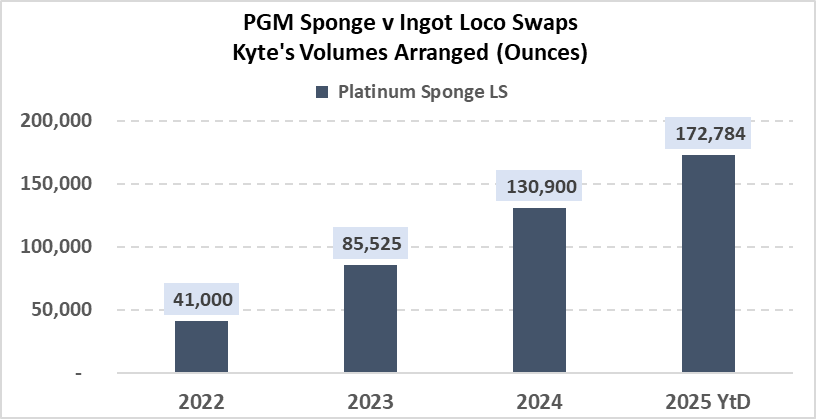 PGM Sponge v Ingot Loco Swaps
Kyte's Volumes Arranged (Ounces)
Platinum Sponge LS
200,000
172,784
150,000
130,900
100,000
85,525
50,000
41,000
-
2022 2023 2024 2025 YtD